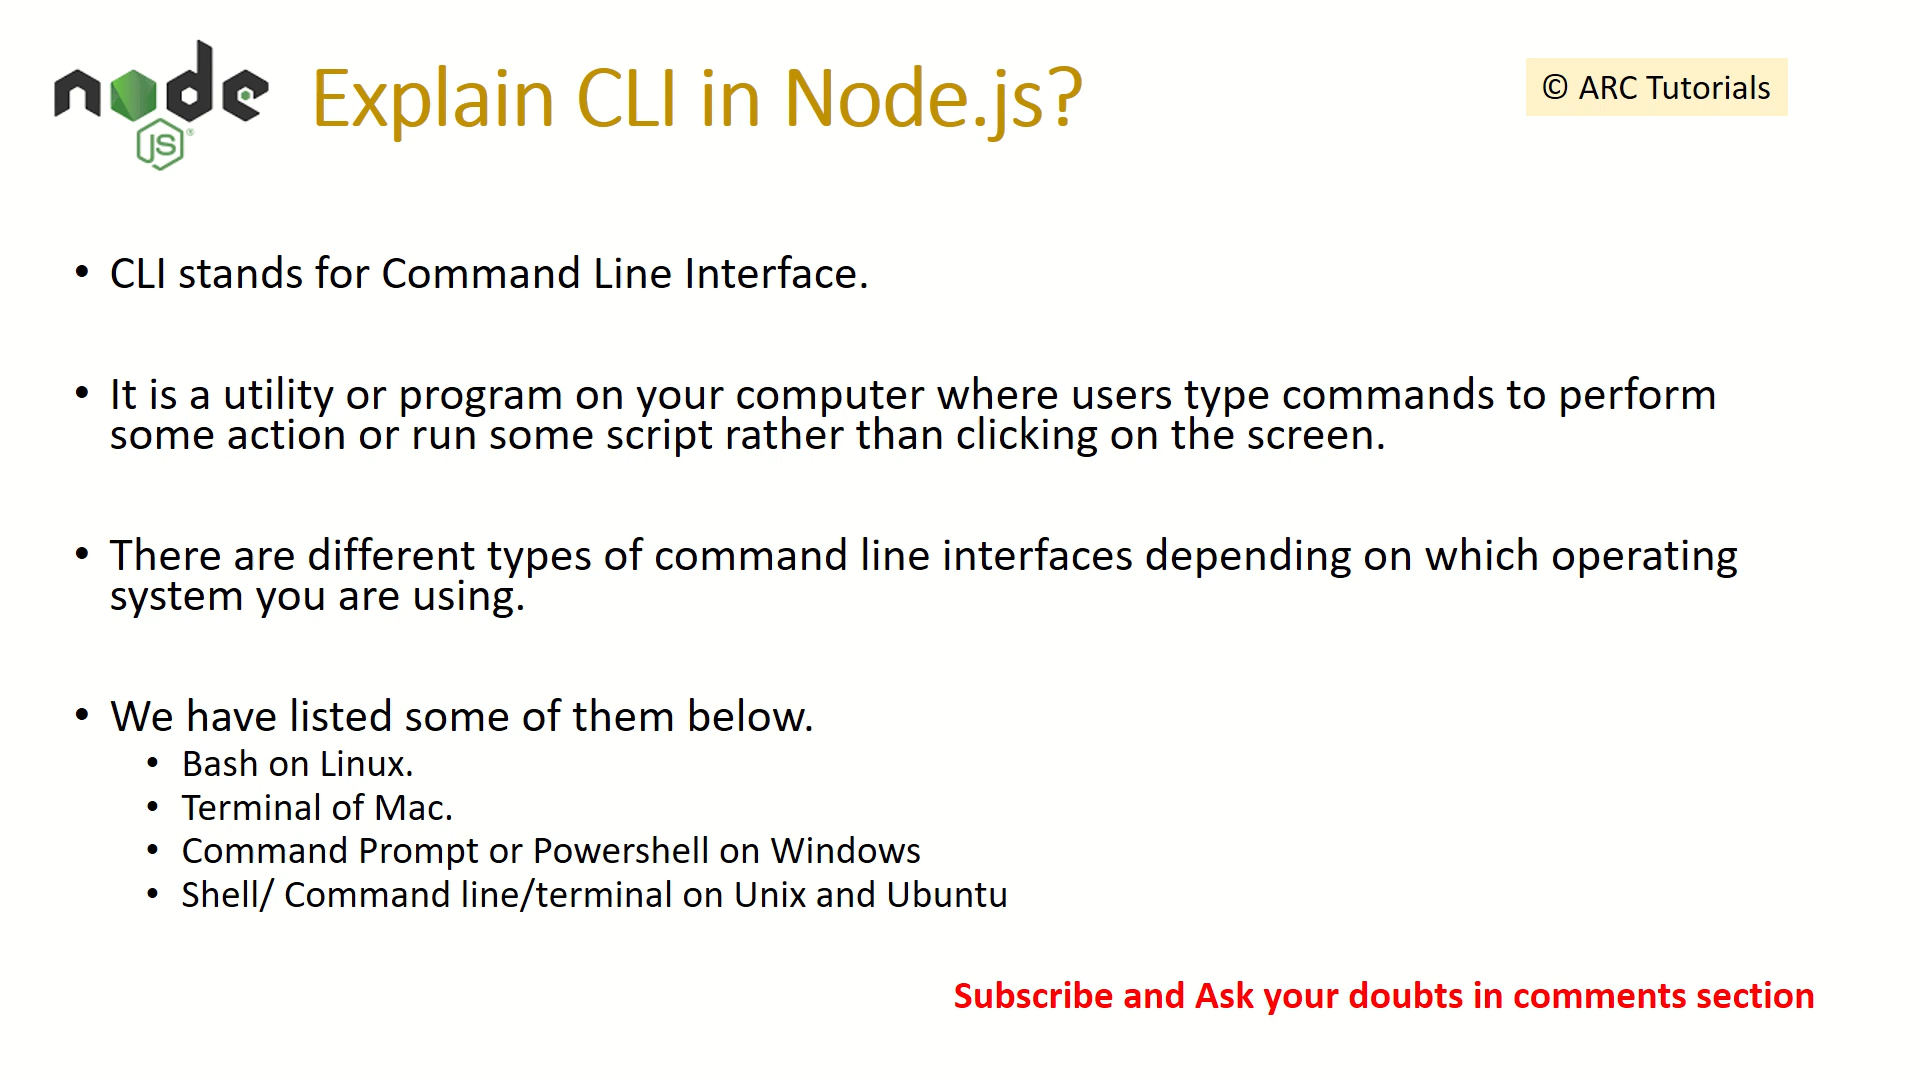 node
JS
®
Explain CLI in Node.js?
© ARC Tutorials
• CLI stands for Command Line Interface.
• It is a utility or program on your computer where users type commands to perform
some action or run some script rather than clicking on the screen.
• There are different types of command line interfaces depending on which operating
system you are using.
• We have listed some of them below.
• Bash on Linux.
• Terminal of Mac.
• Command Prompt or Powershell on Windows
• Shell/ Command line/terminal on Unix and Ubuntu
Subscribe and Ask your doubts in comments section